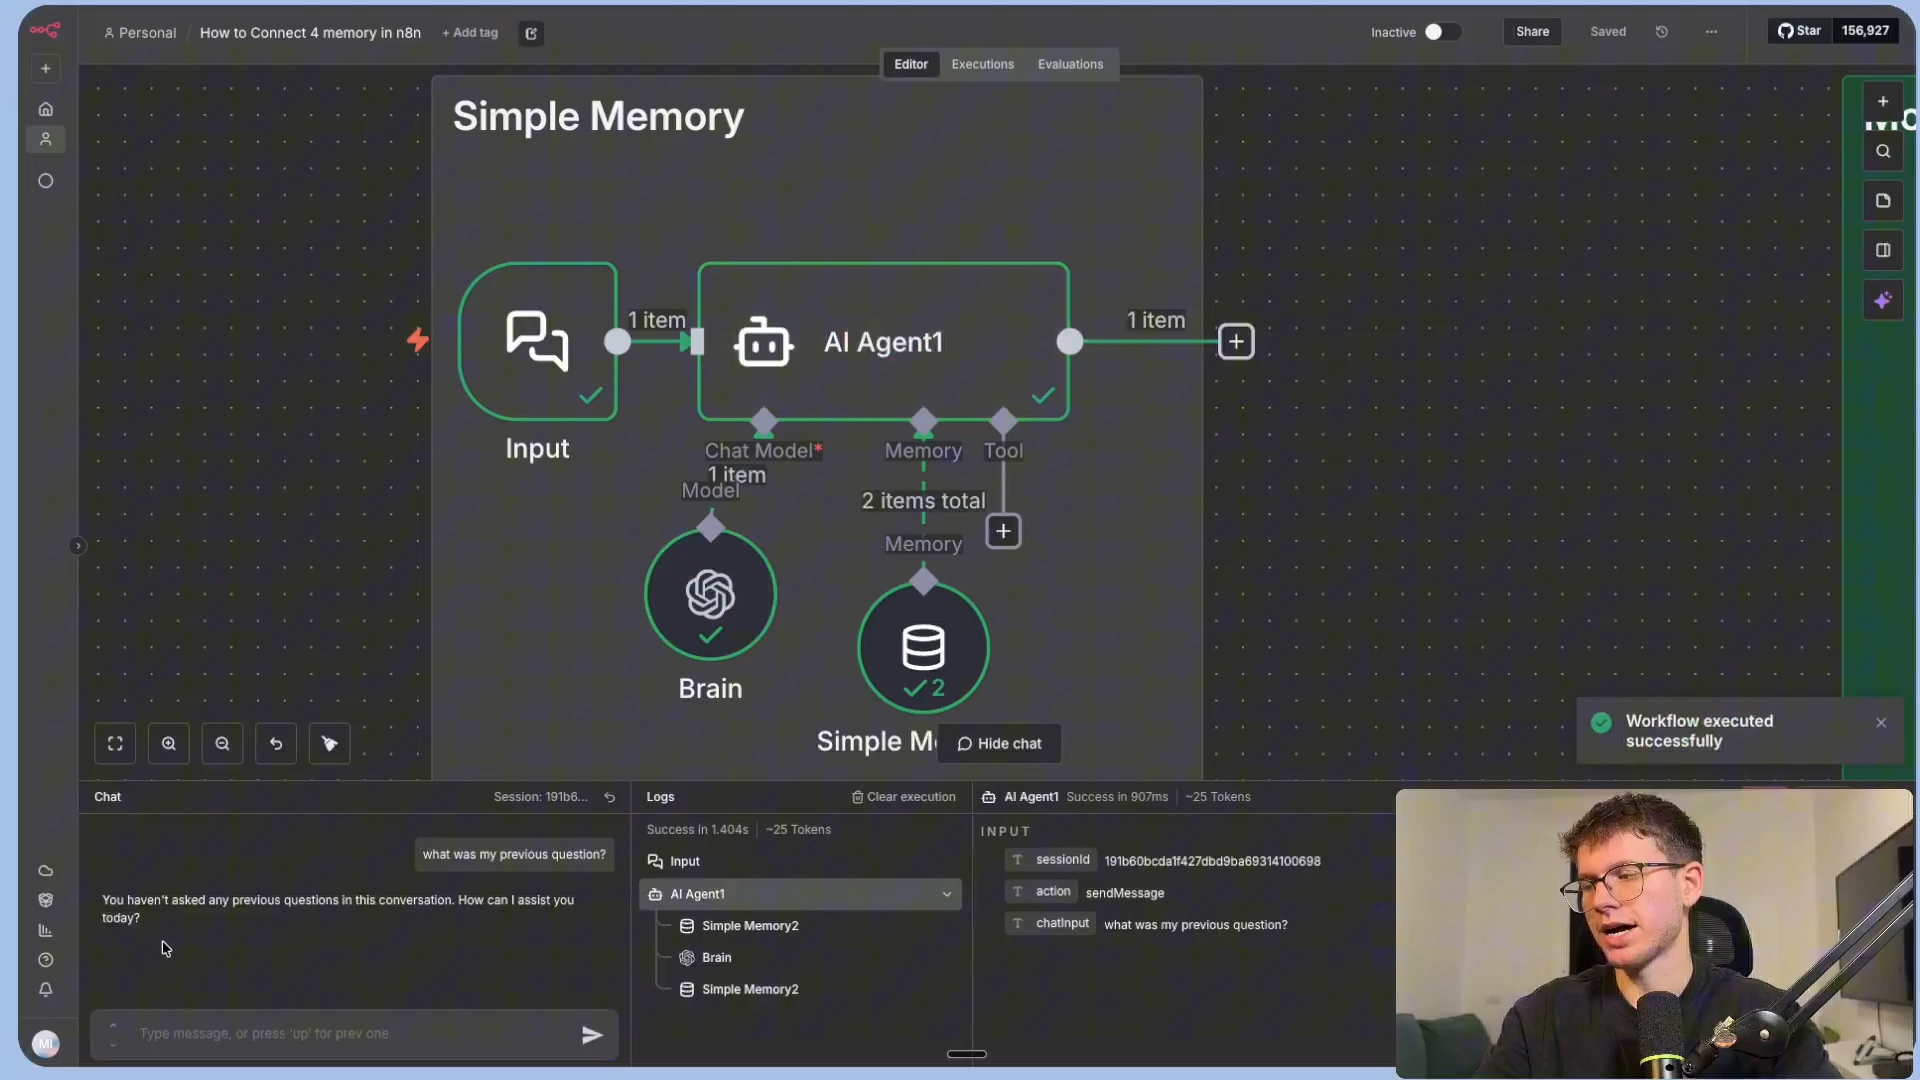 Personal / How to Connect 4 memory in n8n + Add tag
Inactive Share Saved ... Star 156,927
Editor Executions Evaluations
Simple Memory
1 item
AI Agent1
1 item
Input
Chat Model*
Memory
Tool
1 item
Model
2 items total
Memory
2
Brain
Hide chat
Workflow executed
successfully
Chat
Session: 191b6...
what was my previous question?
You haven't asked any previous questions in this conversation. How can I assist you
today?
Type message, or press 'up' for prev one
Logs
Clear execution
Success in 1.404s | ~25 Tokens
Input
AI Agent1
Simple Memory2
Brain
Simple Memory2
AI Agent1 Success in 907ms | ~25 Tokens
INPUT
T sessionId 191b60bcda1f427dbd9ba69314100698
T action sendMessage
T chatInput what was my previous question?
MI